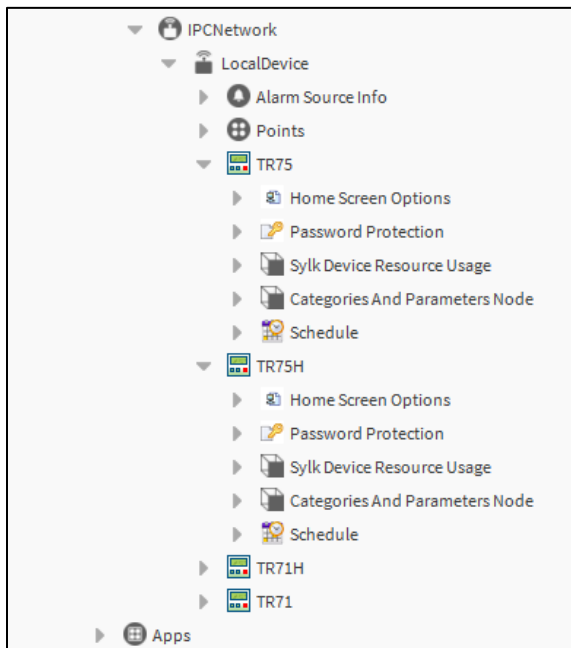 IPCNetwork
LocalDevice
Alarm Source Info
Points
TR75
Home Screen Options
Password Protection
Sylk Device Resource Usage
Categories And Parameters Node
Schedule
TR75H
Home Screen Options
Password Protection
Sylk Device Resource Usage
Categories And Parameters Node
Schedule
TR71H
TR71
Apps